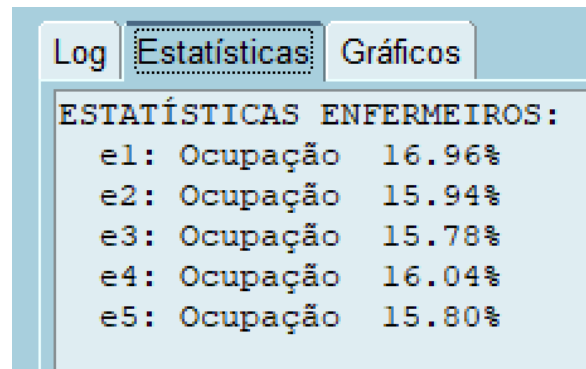 Log Estatísticas Gráficos
ESTATÍSTICAS ENFERMEIROS:
e1: Ocupação 16.96%
e2: Ocupação 15.94%
e3: Ocupação 15.78%
e4: Ocupação 16.04%
e5: Ocupação 15.80%